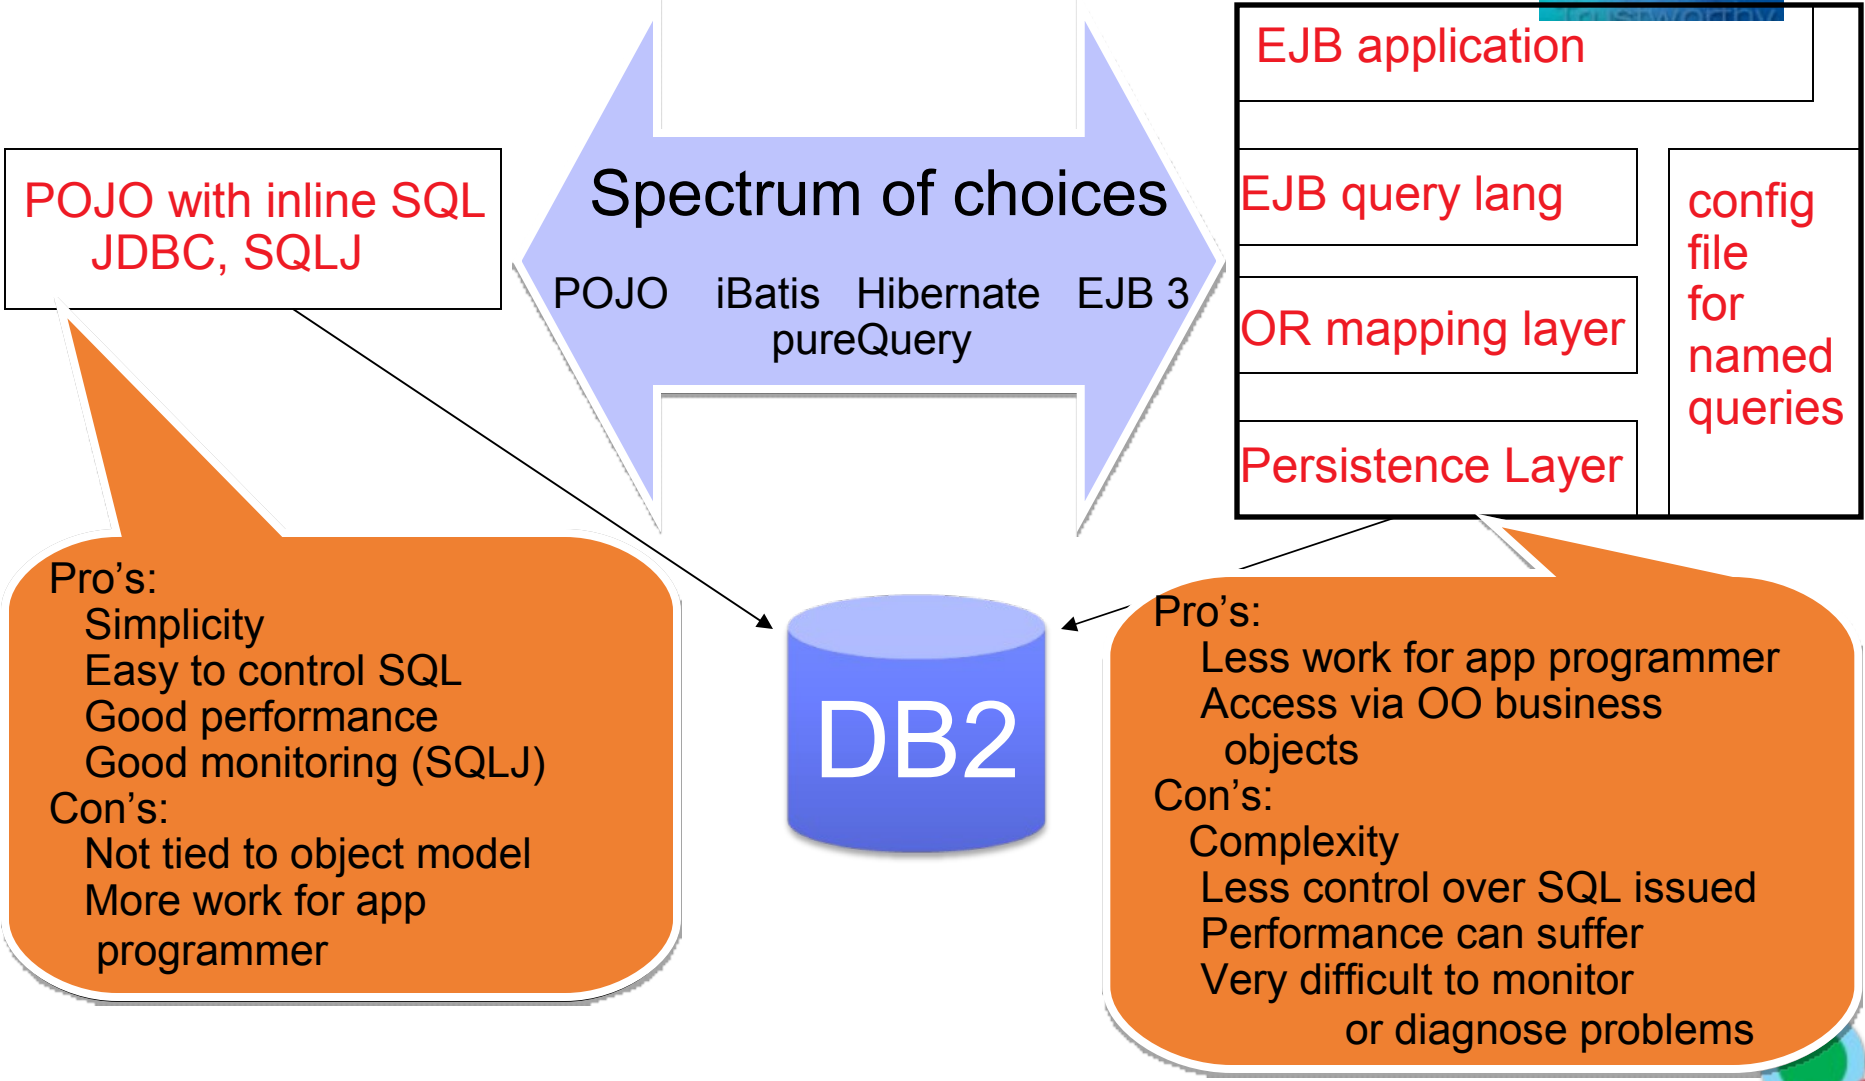 Trustworthy
EJB application
POJO with inline SQL
JDBC, SQLJ
Spectrum of choices
POJO iBatis Hibernate EJB 3
pureQuery
EJB query lang
OR mapping layer
Persistence Layer
config
file
for
named
queries
Pro’s:
Simplicity
Easy to control SQL
Good performance
Good monitoring (SQLJ)
Con’s:
Not tied to object model
More work for app
programmer
DB2
Pro’s:
Less work for app programmer
Access via OO business
objects
Con’s:
Complexity
Less control over SQL issued
Performance can suffer
Very difficult to monitor
or diagnose problems